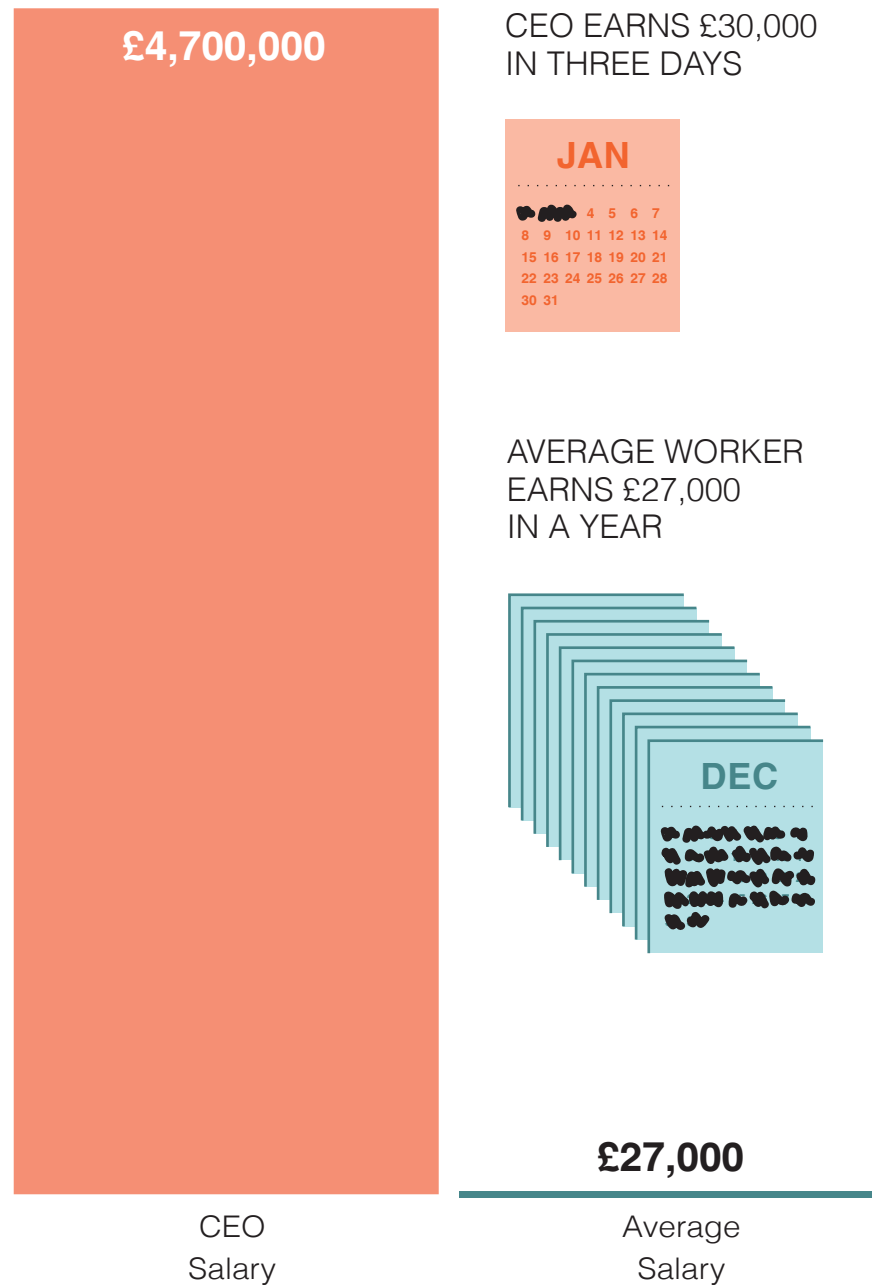 £4,700,000
CEO EARNS £30,000
IN THREE DAYS
JAN
4 5 6 7
8 9 10 11 12 13 14
15 16 17 18 19 20 21
22 23 24 25 26 27 28
30 31
AVERAGE WORKER
EARNS £27,000
IN A YEAR
DEC
£27,000
CEO
Salary
Average
Salary